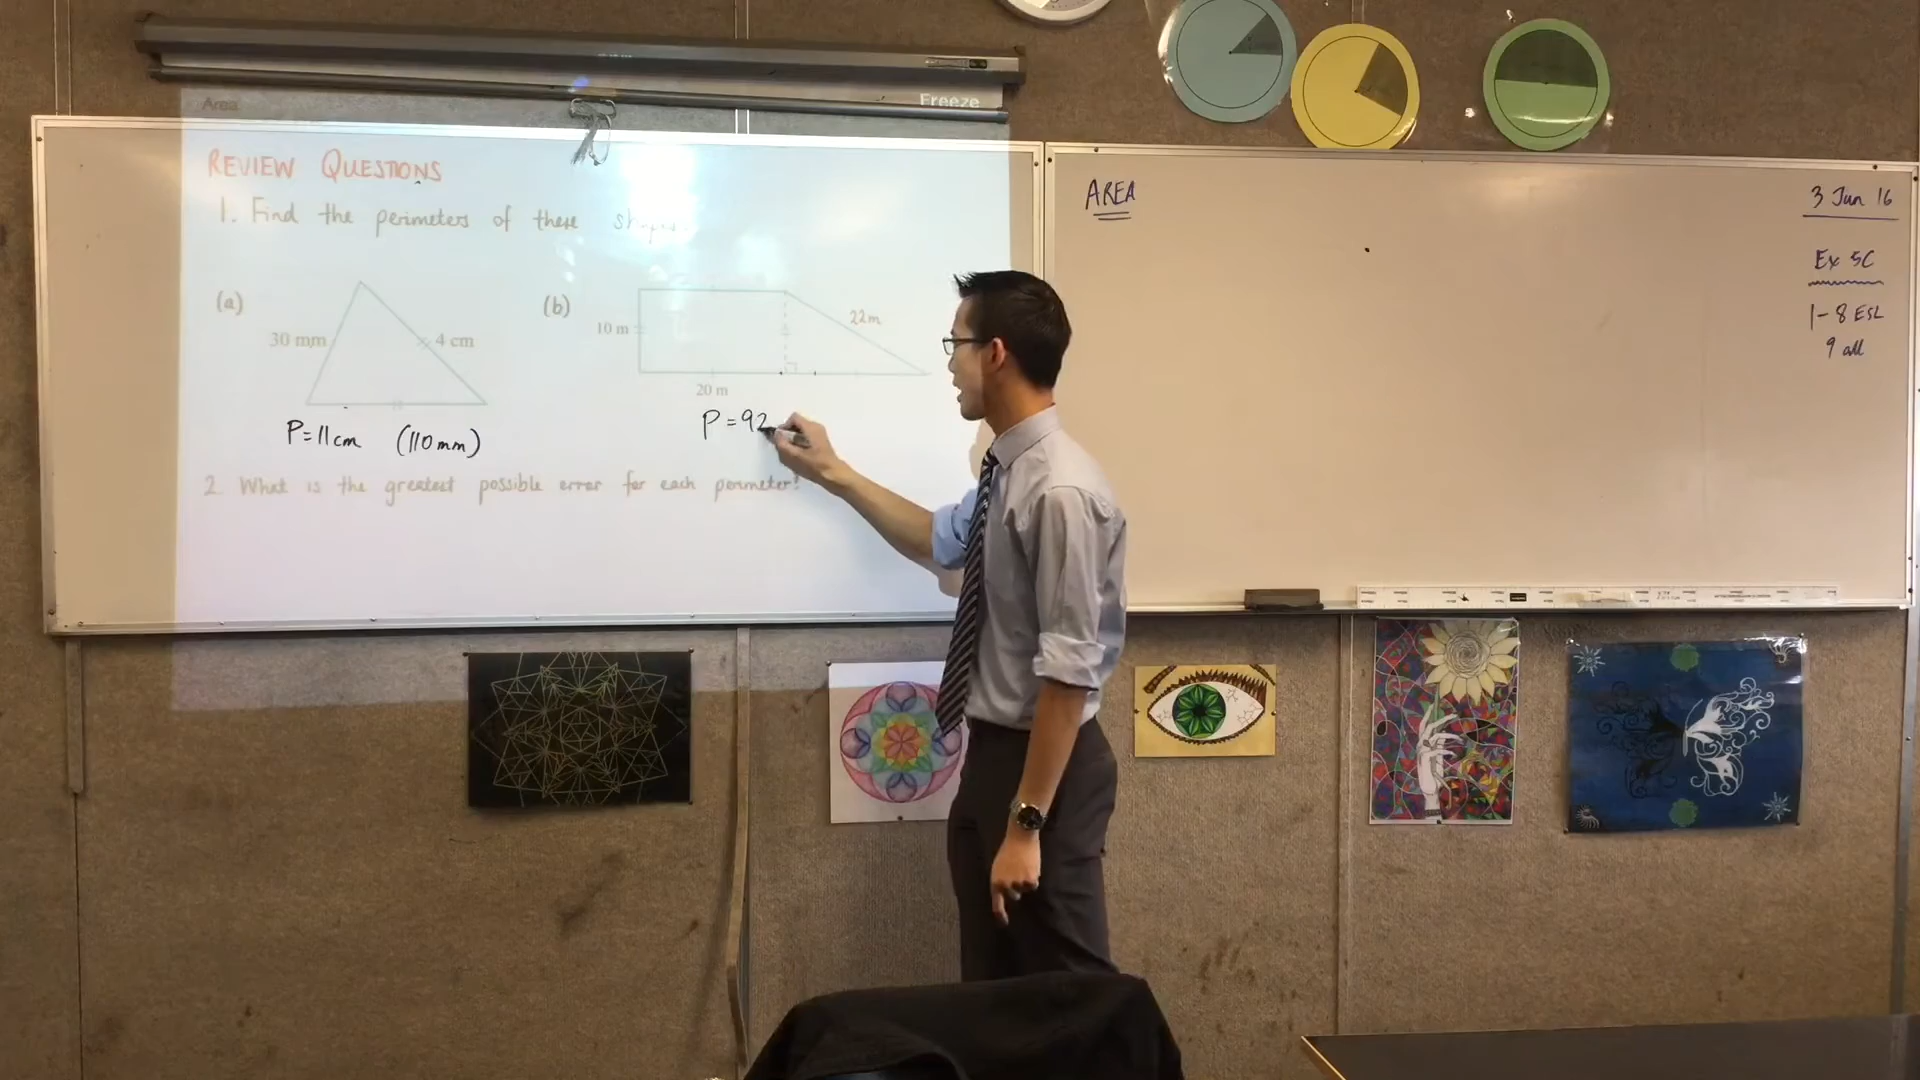 Area
Freeze
REVIEW QUESTIONS
1. Find the perimeters of these shapes.
(a)
30 mm
4 cm
P=11cm (110mm)
(b)
10 m
22m
20 m
P=92
2. What is the greatest possible error for each perimeter?
AREA
3 Jun 16
Ex 5C
1-8 ESL
9 all